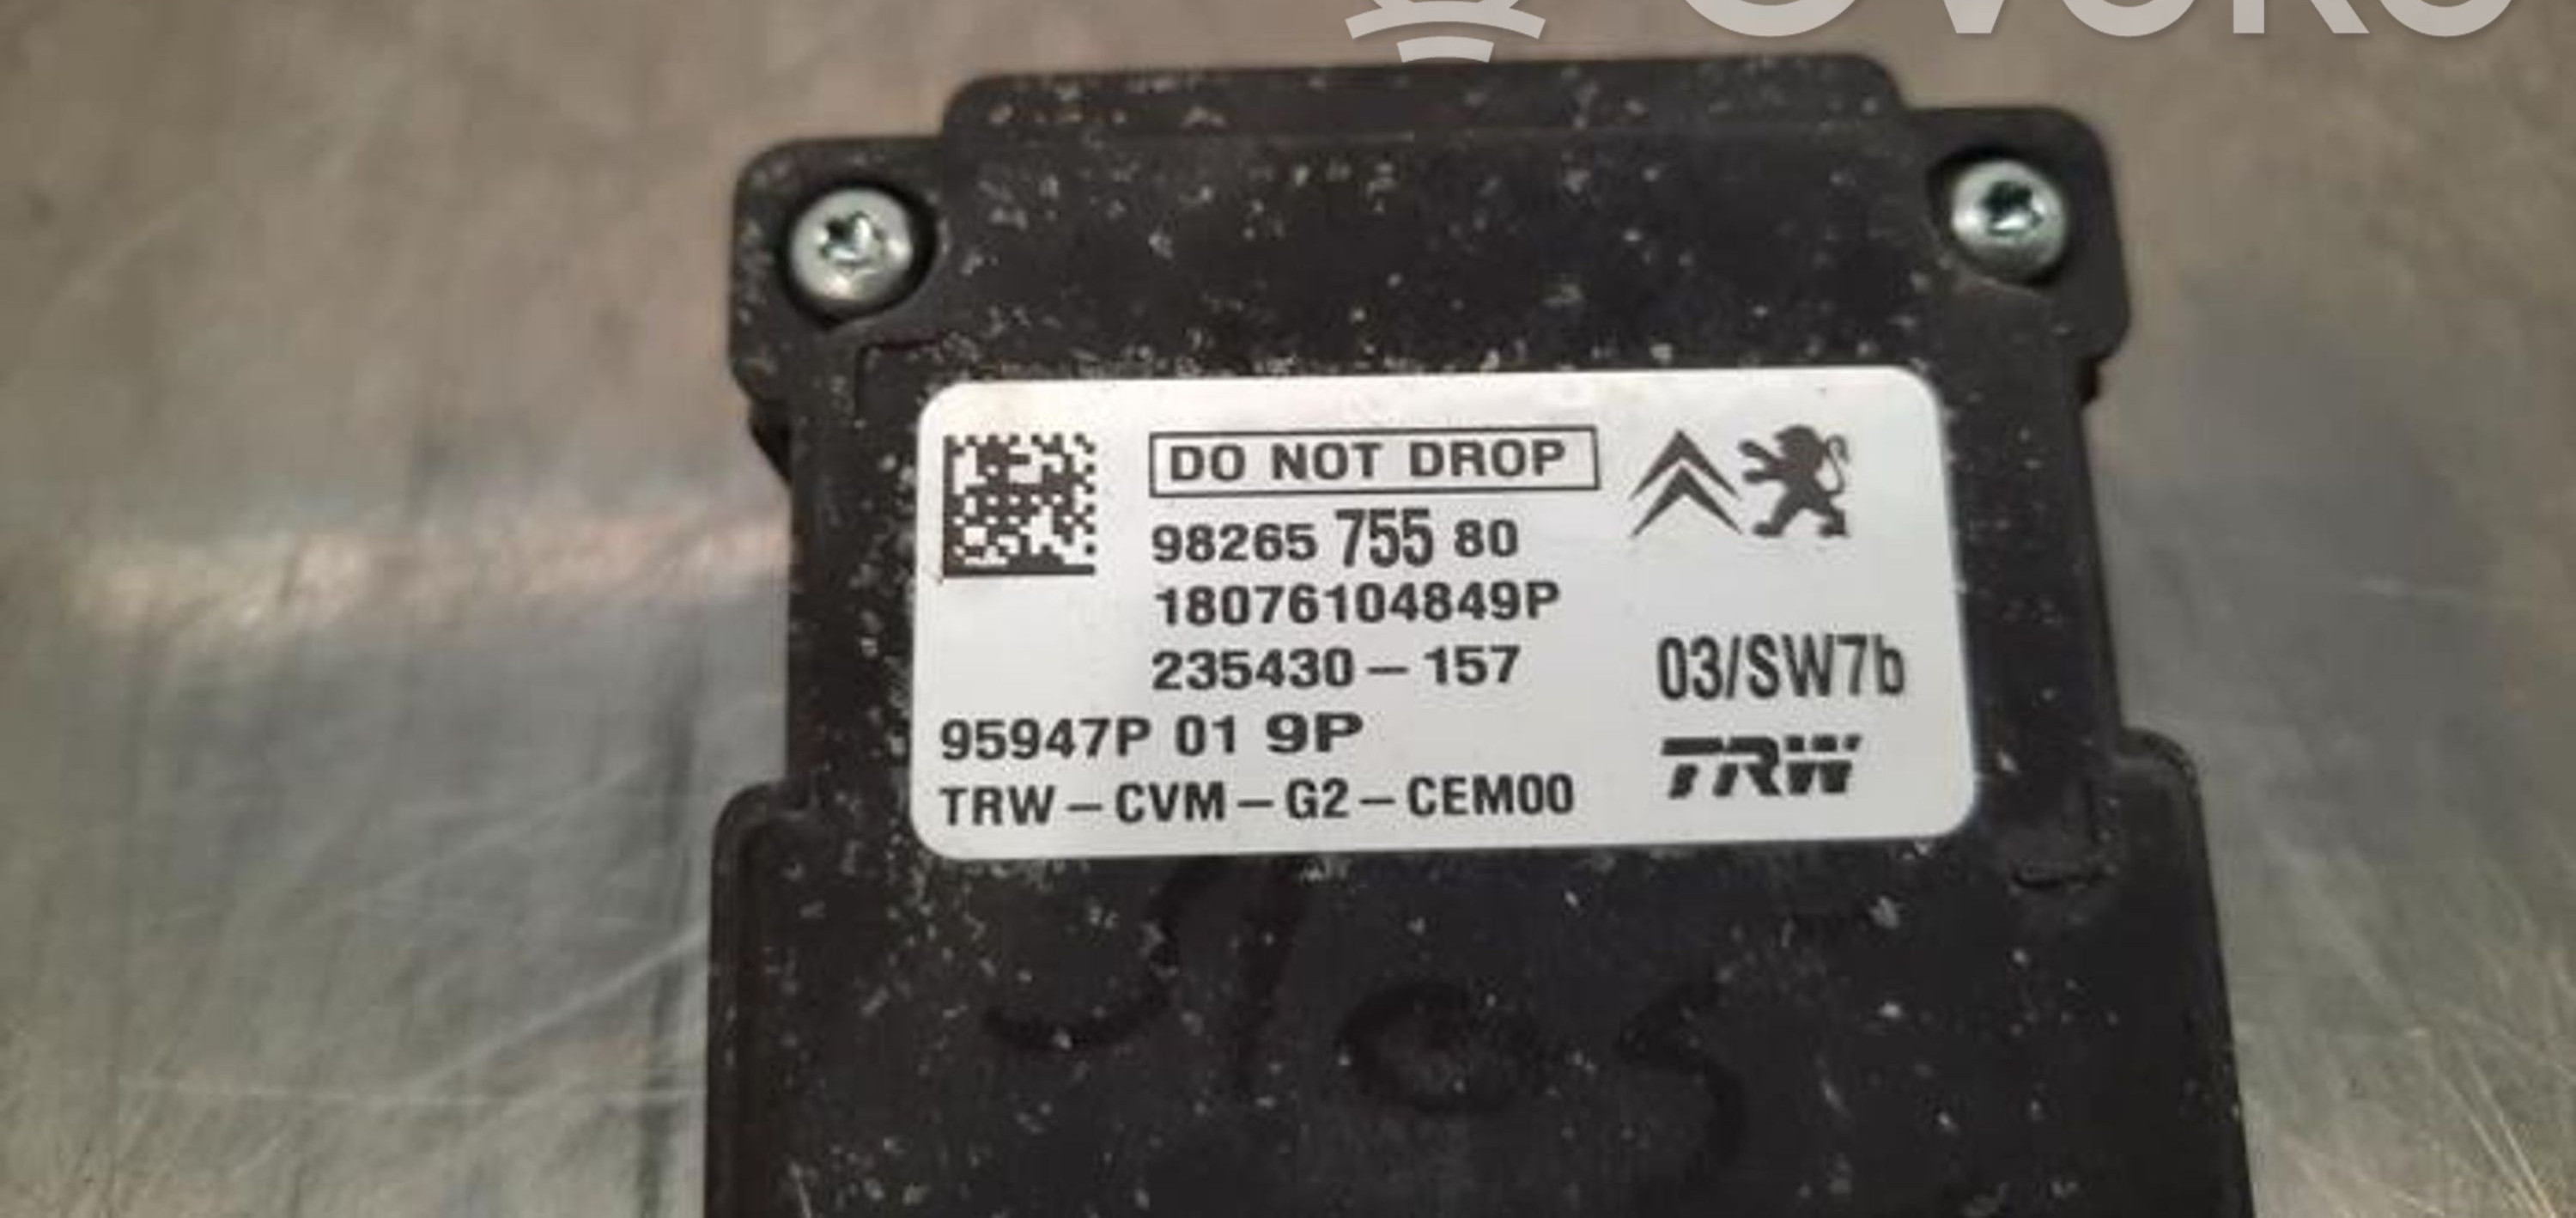 DO NOT DROP
98265 755 80
18076104849P
235430-157
03/SW7b
95947P 01 9P
TRW
TRW-CVM-G2-CEM00